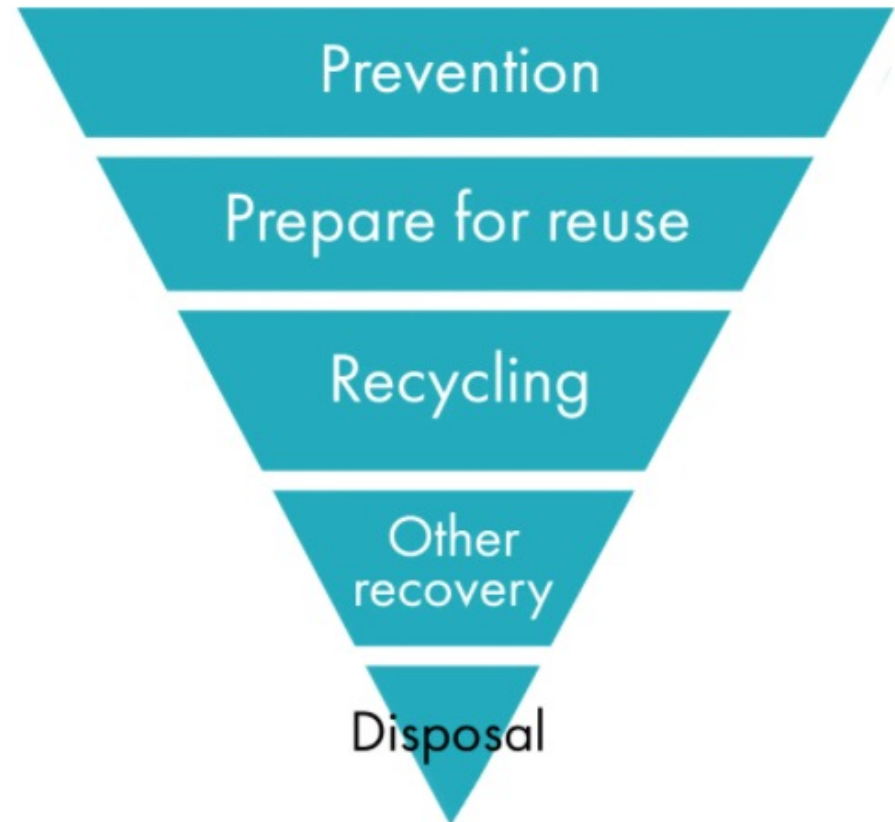 Prevention
Prepare for reuse
Recycling
Other
recovery
Disposal